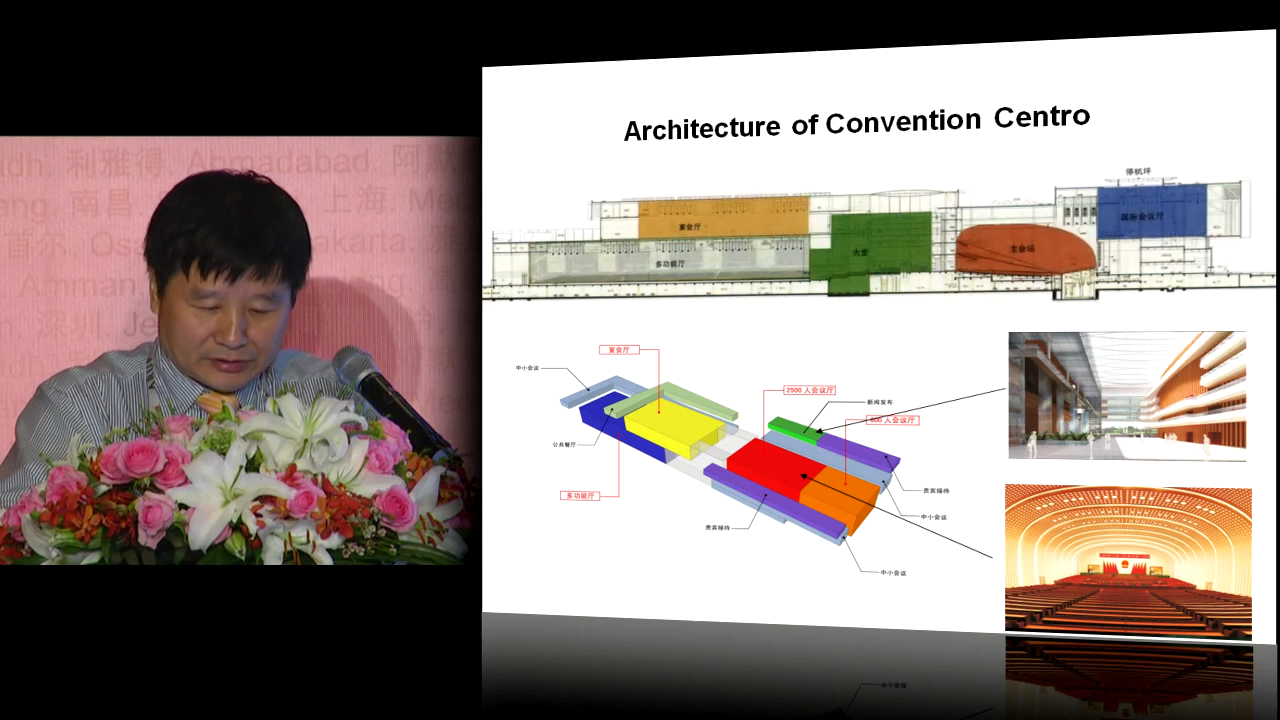 adh, 利雅得, Ahmadabad, 阿
ang, 南昌
上海, Me
首尔, Osa
akana
Amman,
深圳, Je
Architecture of Convention Centro
停机坪
宴会厅
国际会议厅
大堂
主会场
多功能厅
宴会厅
中小会议
2500 人会议厅
新闻发布
600 人会议厅
公共餐厅
多功能厅
贵宾接待
贵宾接待
中小会议
中小会议